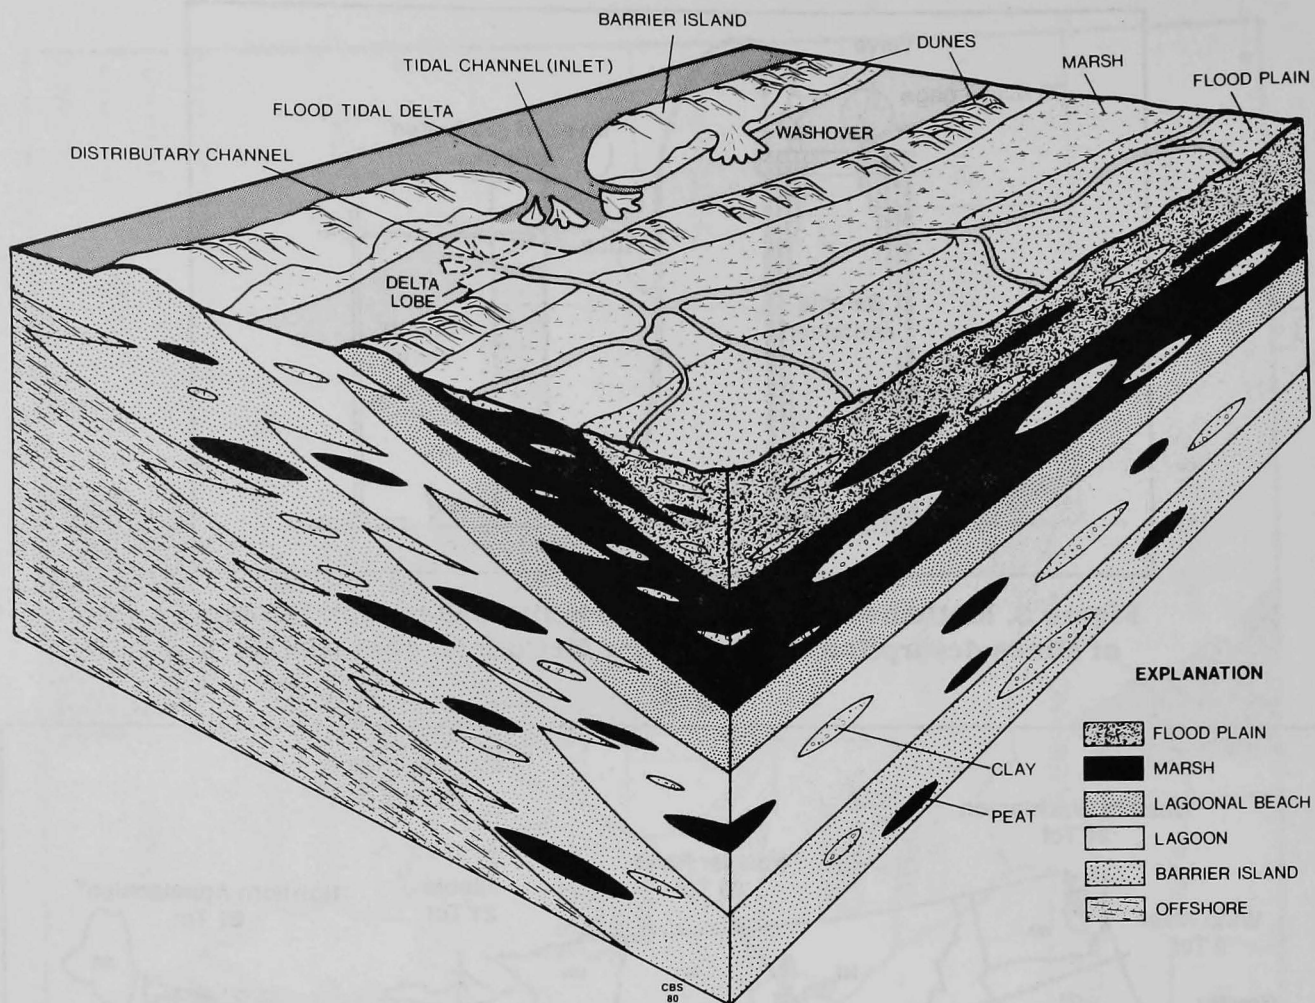 BARRIER ISLAND
DUNES
TIDAL CHANNEL (INLET)
MARSH
FLOOD PLAIN
FLOOD TIDAL DELTA
WASHOVER
DISTRIBUTARY CHANNEL
DELTA
LOBE
EXPLANATION
FLOOD PLAIN
MARSH
LAGOONAL BEACH
LAGOON
BARRIER ISLAND
OFFSHORE
CLAY
PEAT
CBS
80